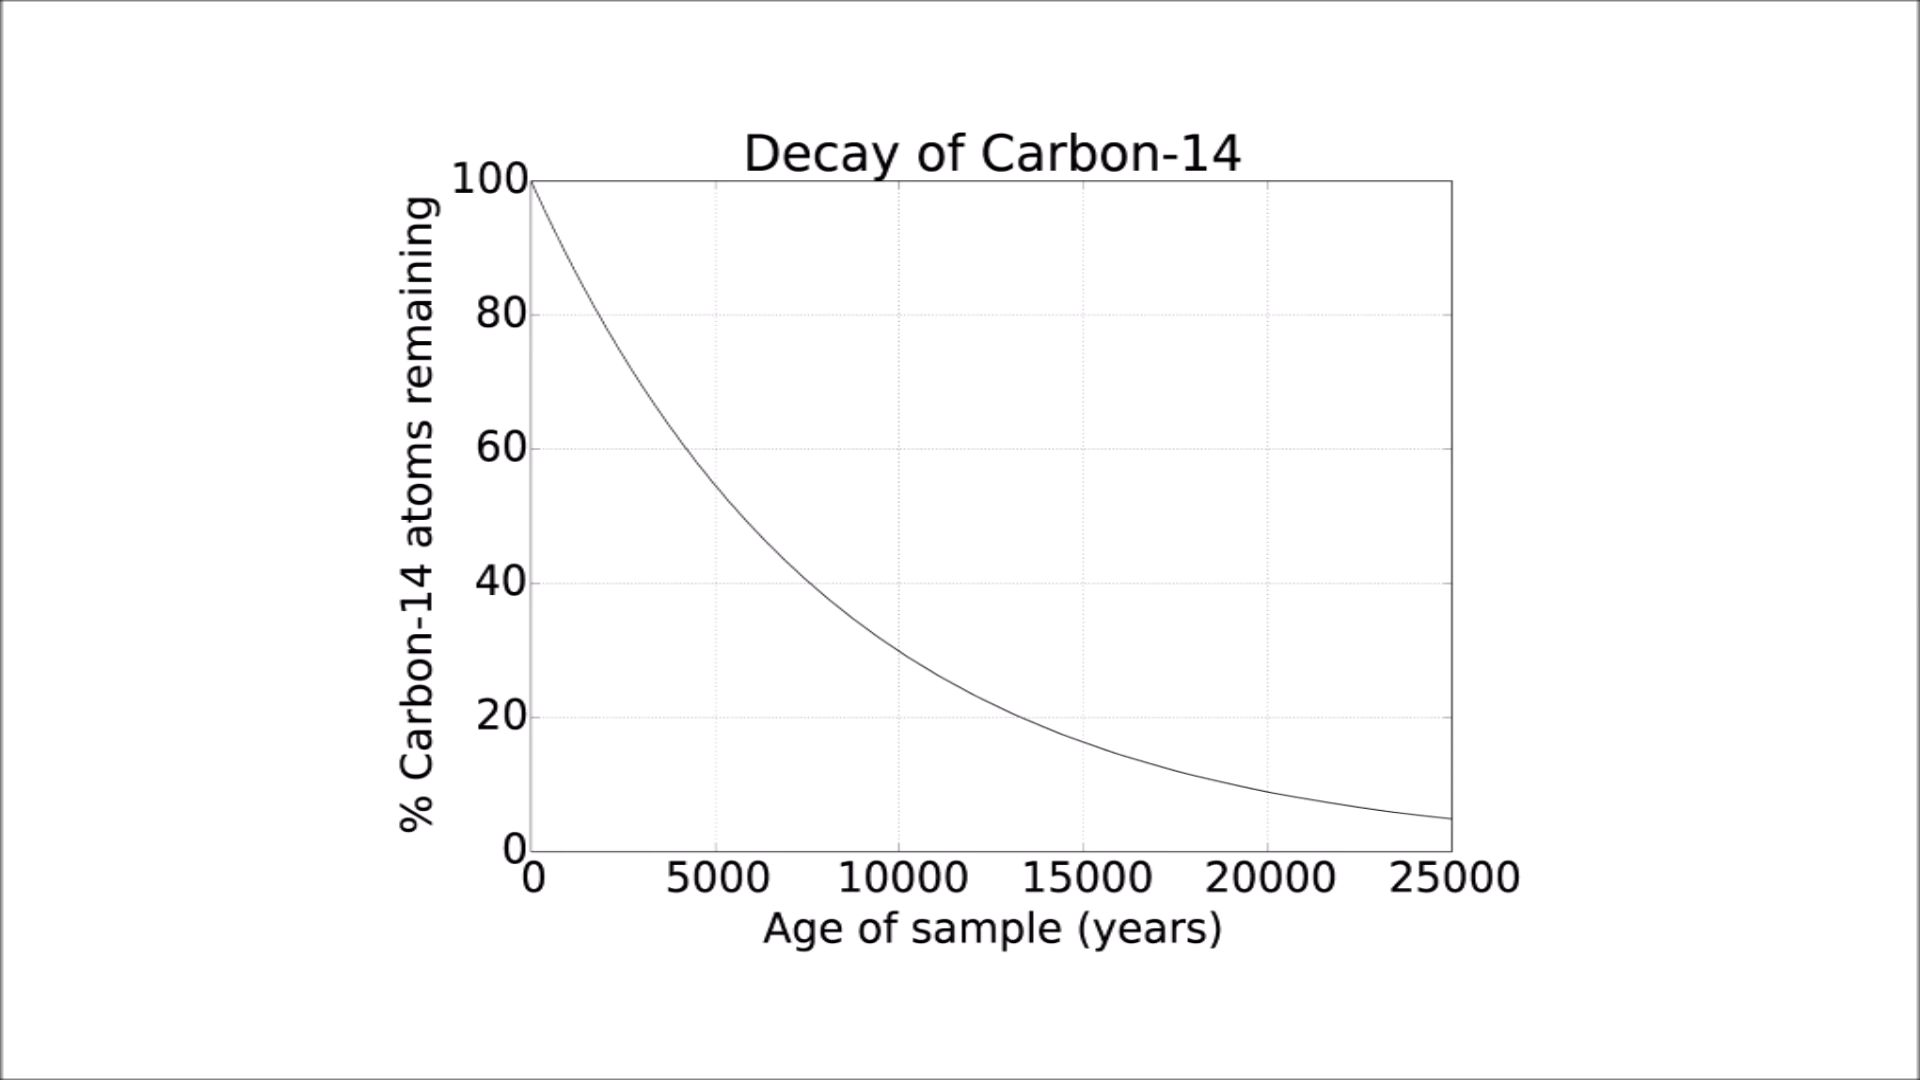 Decay of Carbon-14
% Carbon-14 atoms remaining
100
80
60
40
20
0
0 5000 10000 15000 20000 25000
Age of sample (years)